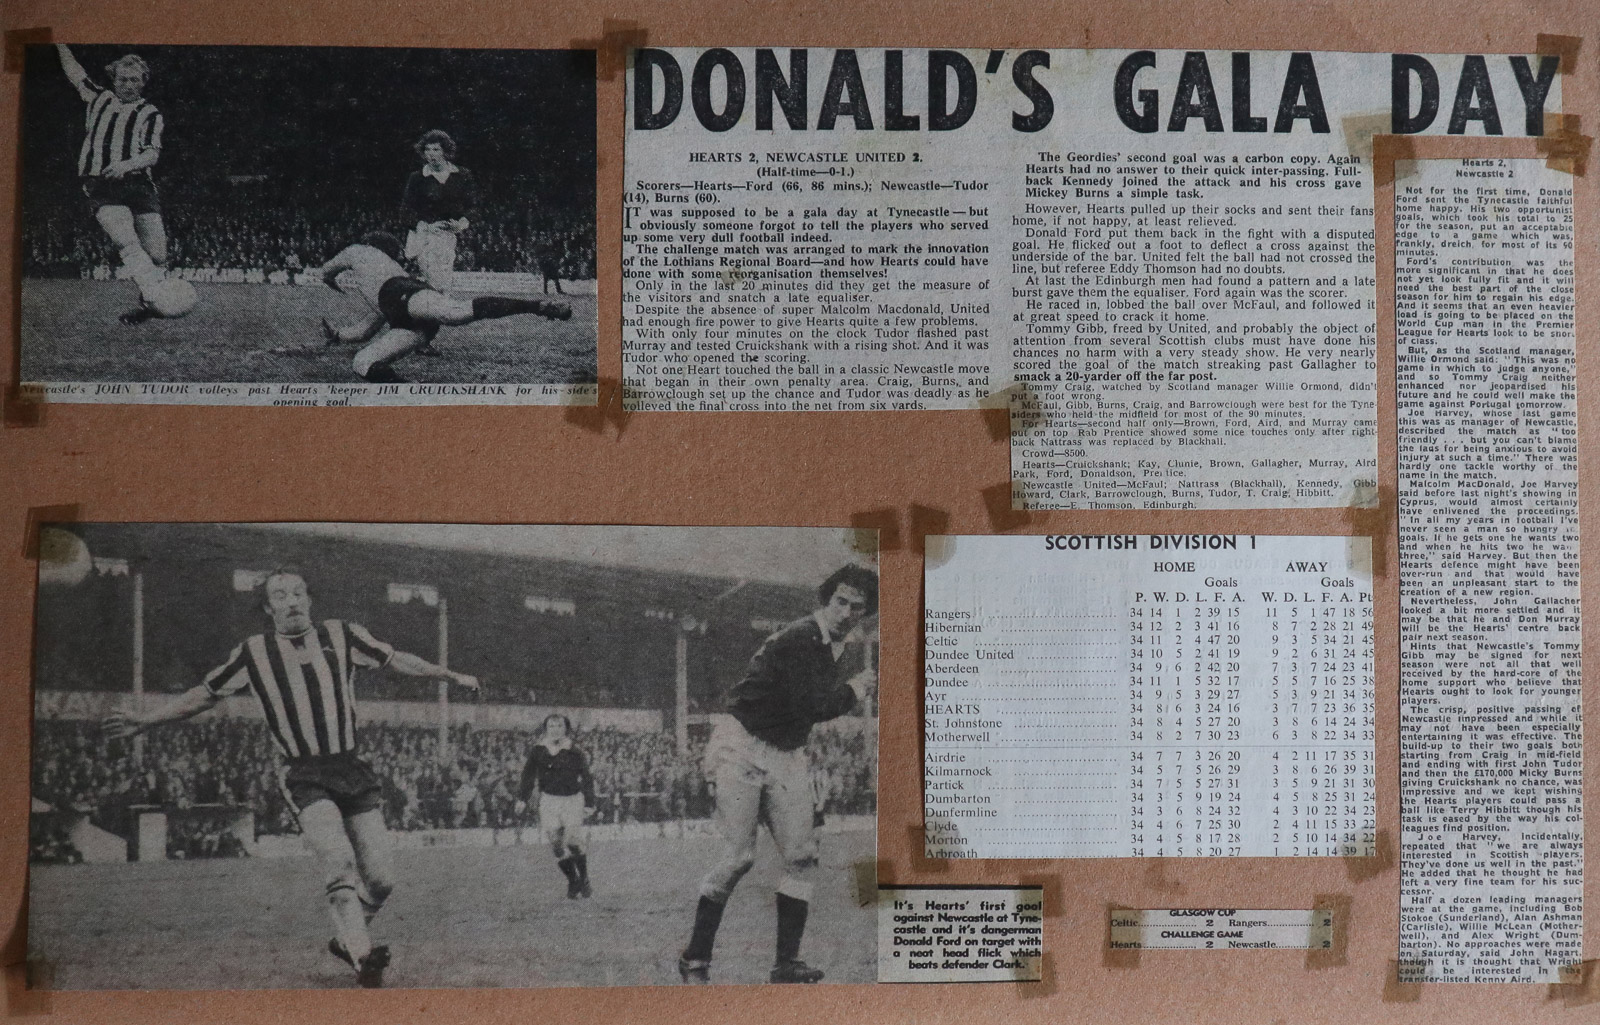 DONALD'S GALA DAY
Newcastle's JOHN TUDOR volleys past Hearts 'keeper JIM CRUICKSHANK for his side's
opening goal.
HEARTS 2, NEWCASTLE UNITED 2.
(Half-time—0-1.)
Scorers—Hearts—Ford (66, 86 mins.); Newcastle—Tudor
(14), Burns (60).
IT was supposed to be a gala day at Tynecastle — but
obviously someone forgot to tell the players who served
up some very dull football indeed.
The challenge match was arranged to mark the innovation
of the Lothians Regional Board—and how Hearts could have
done with some reorganisation themselves!
Only in the last 20 minutes did they get the measure of
the visitors and snatch a late equaliser.
Despite the absence of super Malcolm Macdonald, United
had enough fire power to give Hearts quite a few problems.
With only four minutes on the clock Tudor flashed past
Murray and tested Cruickshank with a rising shot. And it was
Tudor who opened the scoring.
Not one Heart touched the ball in a classic Newcastle move
that began in their own penalty area. Craig, Burns, and
Barrowclough set up the chance and Tudor was deadly as he
volleyed the final cross into the net from six yards.
The Geordies' second goal was a carbon copy. Again
Hearts had no answer to their quick inter-passing. Full-
back Kennedy joined the attack and his cross gave
Mickey Burns a simple task.
However, Hearts pulled up their socks and sent their fans
home, if not happy, at least relieved.
Donald Ford put them back in the fight with a disputed
goal. He flicked out a foot to deflect a cross against the
underside of the bar. United felt the ball had not crossed the
line, but referee Eddy Thomson had no doubts.
At last the Edinburgh men had found a pattern and a late
burst gave them the equaliser. Ford again was the scorer.
He raced in, lobbed the ball over McFaul, and followed it
at great speed to crack it home.
Tommy Gibb, freed by United, and probably the object of
attention from several Scottish clubs must have done his
chances no harm with a very steady show. He very nearly
scored the goal of the match streaking past Gallagher to
smack a 20-yarder off the far post.
Tommy Craig, watched by Scotland manager Willie Ormond, didn't
put a foot wrong.
McFaul, Gibb, Burns, Craig, and Barrowclough were best for the Tyne-
siders who held the midfield for most of the 90 minutes.
For Hearts—second half only—Brown, Ford, Aird, and Murray came
out on top. Rab Prentice showed some nice touches only after right-
back Nattrass was replaced by Blackhall.
Crowd—8500.
Hearts—Cruickshank; Kay, Clunie, Brown, Gallagher, Murray, Aird
Park, Ford, Donaldson, Prentice.
Newcastle United—McFaul; Nattrass (Blackhall), Kennedy, Gibb
Howard, Clark, Barrowclough, Burns, Tudor, T. Craig, Hibbitt.
Referee—E. Thomson, Edinburgh.
Hearts 2,
Newcastle 2
Not for the first time, Donald
Ford sent the Tynecastle faithful
home happy. His two opportunist
goals, which took his total to 25
for the season, put an acceptable
edge to a game which was,
frankly, dreich, for most of its 90
minutes.
Ford's contribution was the
more significant in that he does
not yet look fully fit and it will
need the best part of the close
season for him to regain his edge.
And it seems that an even heavier
load is going to be placed on the
World Cup man in the Premier
League for Hearts look to be short
of class.
But, as the Scotland manager,
Willie Ormond said: "This was no
game in which to judge anyone,"
and so Tommy Craig neither
enhanced nor jeopardised his
future and he could well make the
game against Portugal tomorrow.
Joe Harvey, whose last game
this was as manager of Newcastle,
described the match as "too
friendly . . . but you can't blame
the lads for being anxious to avoid
injury at such a time." There was
hardly one tackle worthy of the
name in the match.
Malcolm MacDonald, Joe Harvey
said before last night's showing in
Cyprus, would almost certainly
have enlivened the proceedings.
"In all my years in football I've
never seen a man so hungry
goals. If he gets one he wants two
and when he hits two he
three," said Harvey. But then the
Hearts defence might have been
over-run and that would have
been an unpleasant start to the
creation of a new region.
Nevertheless, John Gallacher
looked a bit more settled and it
may be that he and Don Murray
will be the Hearts' centre back
pair next season.
Hints that Newcastle's Tommy
Gibb may be signed for next
season were not all that well
received by the hard-core of the
home support who believe that
Hearts ought to look for younger
players.
The crisp, positive passing of
Newcastle impressed and while it
may not have been especially
entertaining it was effective. The
build-up to their two goals both
starting from Craig in mid-field
and ending with first John Tudor
and then the £170,000 Micky Burns
giving Cruickshank no chance, was
impressive and we kept wishing
the Hearts players could pass a
ball like Terry Hibbitt though his
task is eased by the way his col-
leagues find position.
Joe Harvey, incidentally,
repeated that "we are always
interested in Scottish players.
They've done us well in the past."
He added that he thought he had
left a very fine team for his suc-
cessor.
Half a dozen leading managers
were at the game, including Bob
Stokoe (Sunderland), Alan Ashman
(Carlisle), Willie McLean (Mother-
well), and Alex Wright (Dum-
barton). No approaches were made
on Saturday, said John Hagart,
though it is thought that Wright
could be interested in the
transfer-listed Kenny Aird.
SCOTTISH DIVISION 1
HOME AWAY
Goals Goals
P. W. D. L. F. A. W. D. L. F. A. Pt
Rangers 34 14 1 2 39 15 11 5 1 47 18 56
Hibernian 34 12 2 3 41 16 8 7 2 28 21 49
Celtic 34 11 2 4 47 20 9 3 5 34 21 45
Dundee United 34 10 5 2 41 19 9 2 6 31 24 45
Aberdeen 34 9 6 2 42 20 7 3 7 24 23 41
Dundee 34 11 1 5 32 17 5 5 7 16 25 38
Ayr 34 9 5 3 29 27 5 3 9 21 34 36
HEARTS 34 8 6 3 24 16 3 7 7 23 36 35
St. Johnstone 34 8 4 5 27 20 3 8 6 14 24 34
Motherwell 34 8 2 7 30 23 6 3 8 22 34 33
Airdrie 34 7 7 3 26 20 4 2 11 17 35 31
Kilmarnock 34 5 7 5 26 29 3 8 6 26 39 31
Partick 34 7 5 5 27 31 3 5 9 21 31 30
Dumbarton 34 3 5 9 19 24 4 5 8 25 31 24
Dunfermline 34 3 6 8 24 32 4 3 10 22 34 23
Clyde 34 4 6 7 25 30 2 4 11 15 33 22
Morton 34 4 5 8 17 28 2 5 10 14 34 22
Arbroath 34 4 5 8 20 27 1 2 14 14 39 17
It's Hearts' first goal
against Newcastle at Tyne-
castle and it's dangerman
Donald Ford on target with
a neat head flick which
beats defender Clark.
GLASGOW CUP
Celtic 2 Rangers 2
CHALLENGE GAME
Hearts 2 Newcastle 2